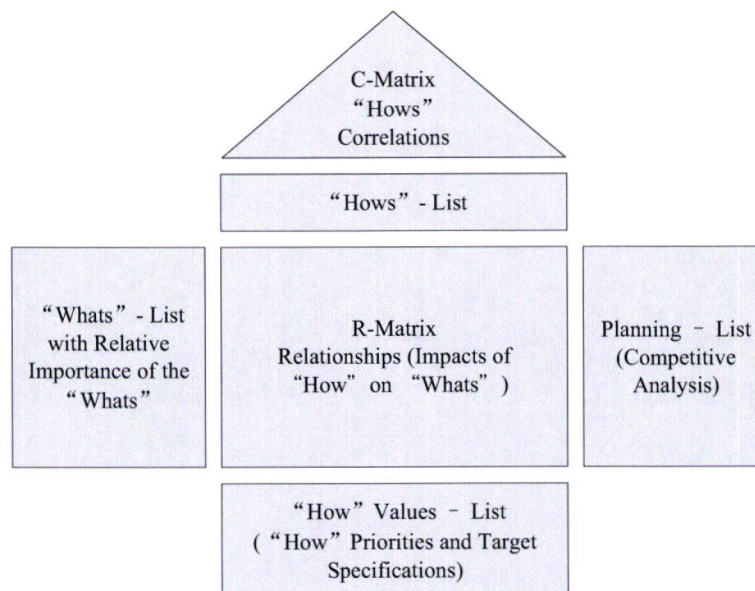 C-Matrix
“Hows”
Correlations
“Hows” - List
“Whats” - List
with Relative
Importance of the
“Whats”
R-Matrix
Relationships (Impacts of
“How” on “Whats” )
Planning – List
(Competitive
Analysis)
“How” Values – List
( “How” Priorities and Target
Specifications)